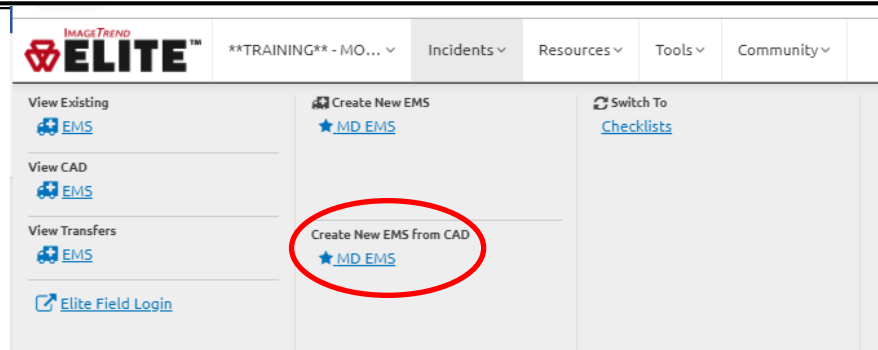 IMAGETREND
ELITE™
**TRAINING** - MO... Incidents Resources Tools Community
View Existing
EMS
View CAD
EMS
View Transfers
EMS
Elite Field Login
Create New EMS
MD EMS
Create New EMS from CAD
MD EMS
Switch To
Checklists